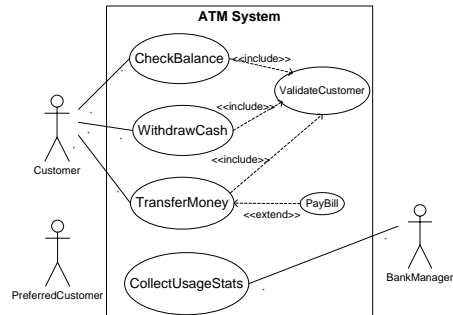 ATM System
CheckBalance
<<include>>
ValidateCustomer
<<include>>
WithdrawCash
Customer
<<include>>
TransferMoney
PayBill
<<extend>>
PreferredCustomer
CollectUsageStats
BankManager